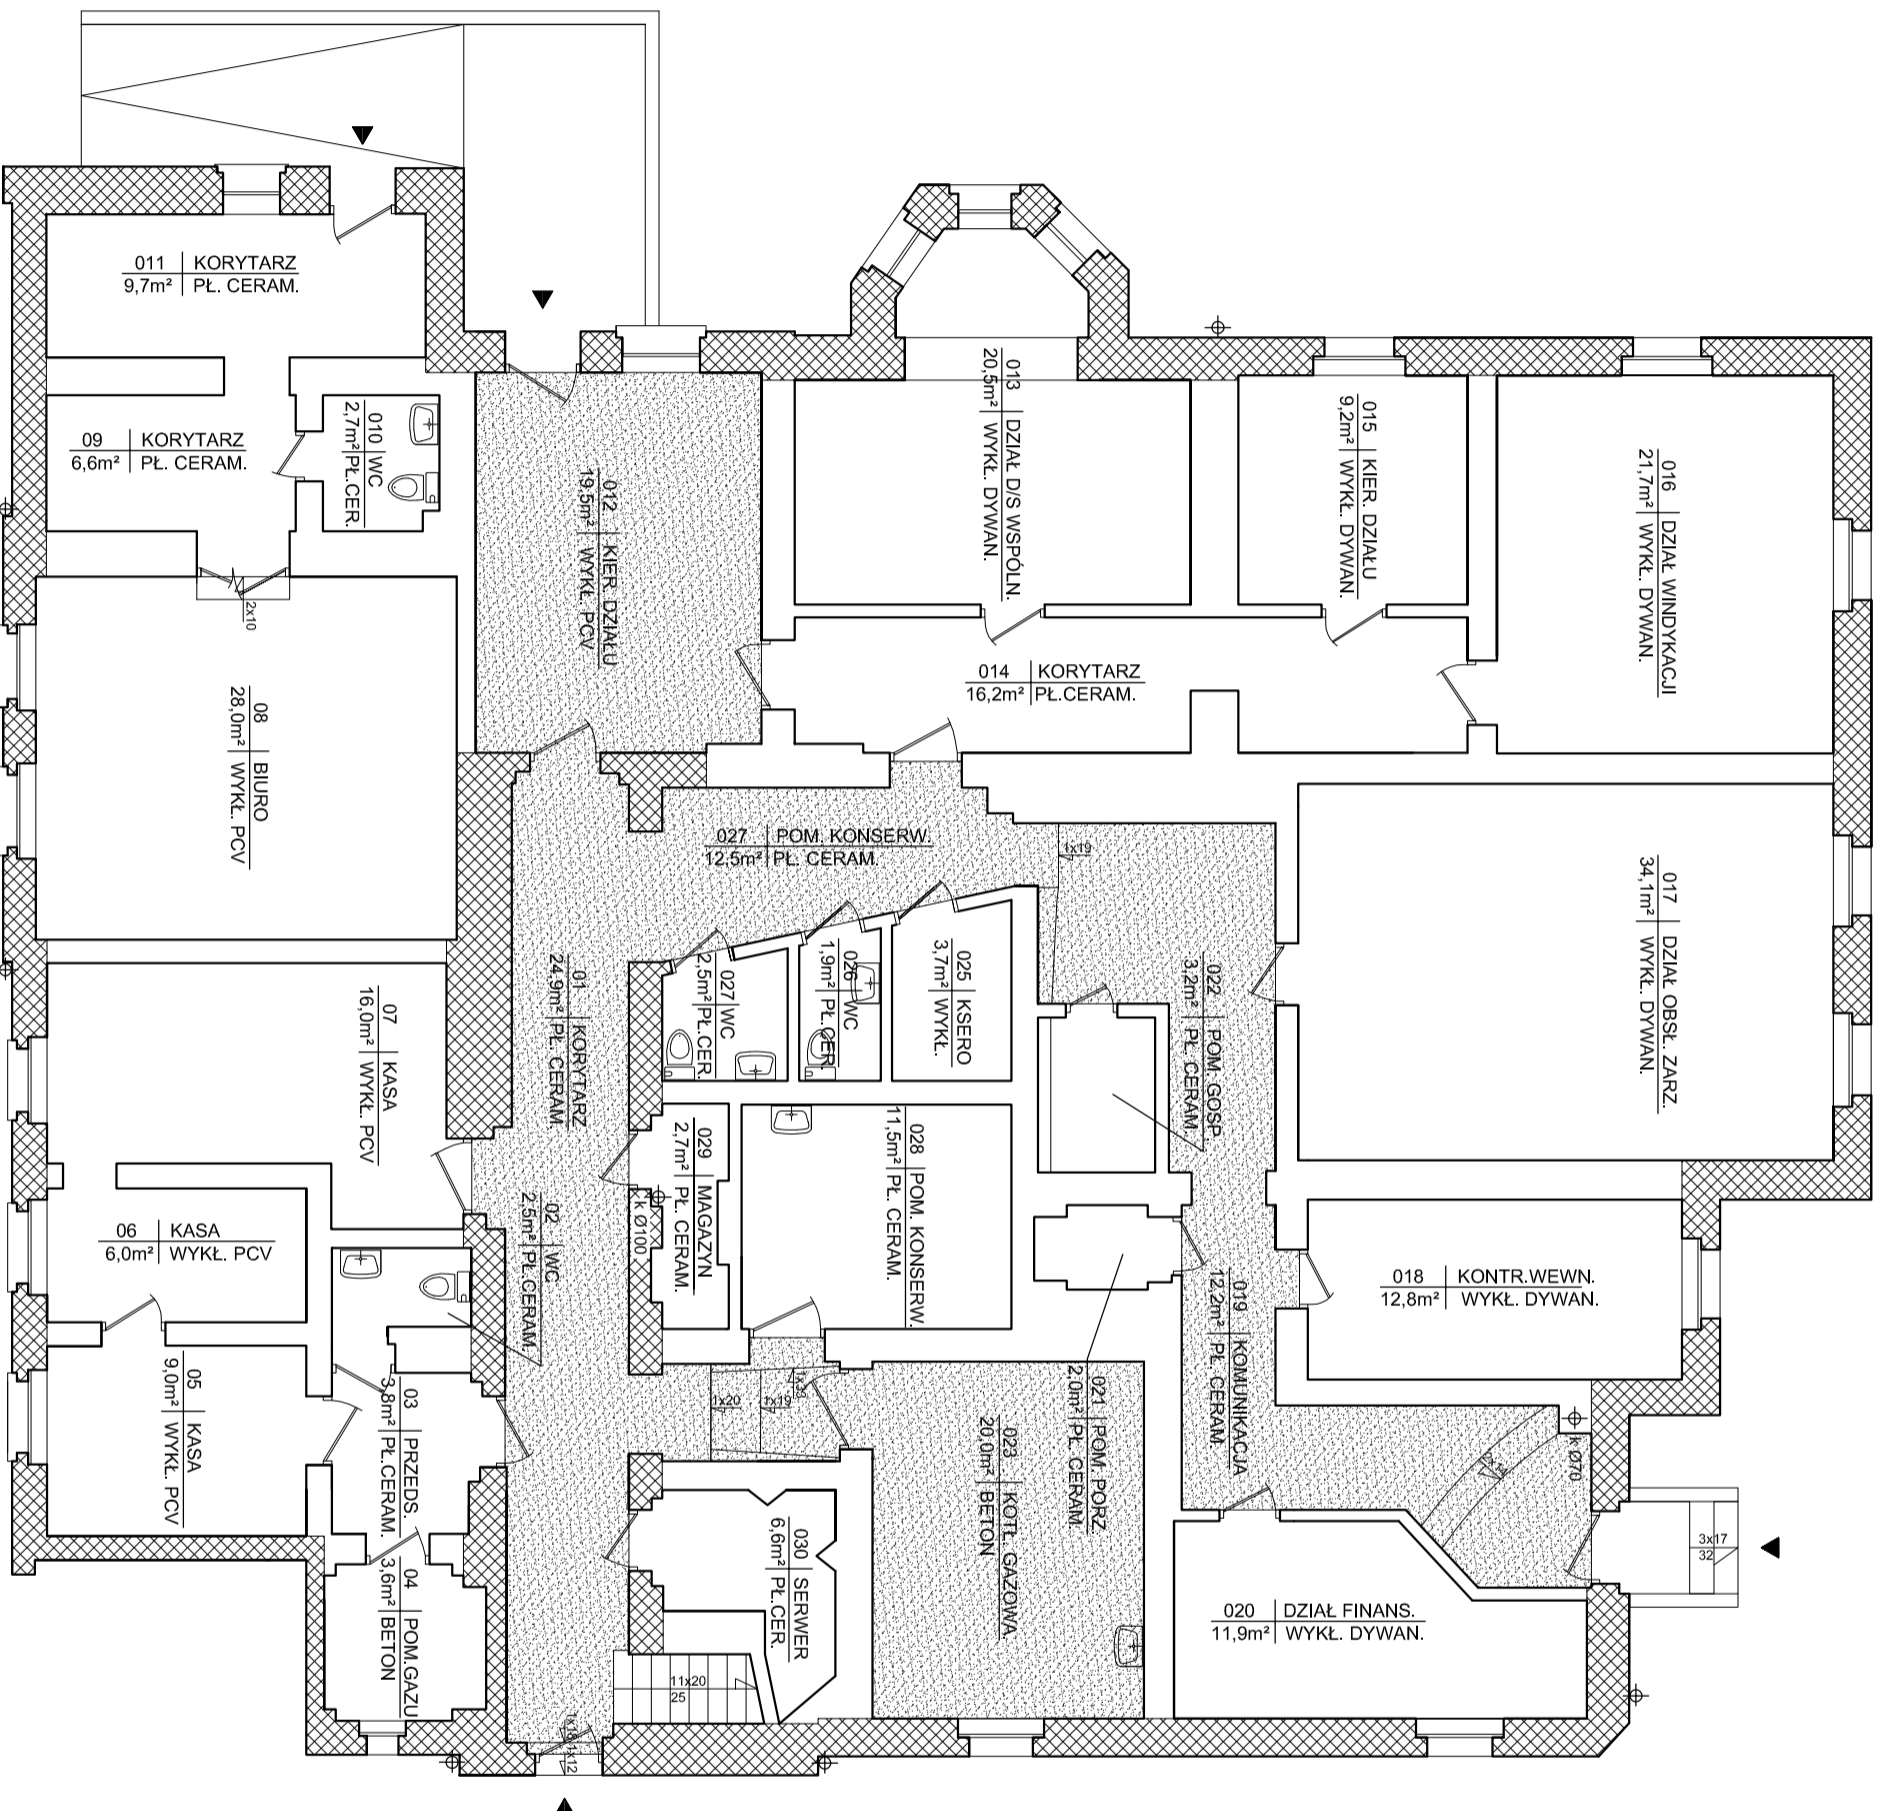 011 KORYTARZ
9,7m² PŁ. CERAM.
09 KORYTARZ
6,6m² PŁ. CERAM.
010 WC
2,7m² PŁ.CER.
2x10
08 BIURO
28,0m² WYKŁ. PCV
012 KIER. DZIAŁU
19,5m² WYKŁ. PCV
013 DZIAŁ D/S WSPÓLN.
20,5m² WYKŁ. DYWAN.
015 KIER. DZIAŁU
9,2m² WYKŁ. DYWAN.
016 DZIAŁ WINDYKACJI
21,7m² WYKŁ. DYWAN.
014 KORYTARZ
16,2m² PŁ.CERAM.
027 POM. KONSERW.
12,5m² PŁ. CERAM.
1x19
017 DZIAŁ OBSŁ. ZARZ.
34,1m² WYKŁ. DYWAN.
022 POM. GOSP.
3,2m² PŁ. CERAM.
025 KSERO
3,7m² WYKŁ.
026 WC
1,9m² PŁ.CER.
027 WC
2,5m² PŁ.CER.
01 KORYTARZ
24,9m² PŁ. CERAM.
07 KASA
16,0m² WYKŁ. PCV
06 KASA
6,0m² WYKŁ. PCV
02 WC
2,5m² PŁ.CERAM.
k Ø100
029 MAGAZYN
2,7m² PŁ. CERAM.
028 POM. KONSERW.
11,5m² PŁ. CERAM.
019 KOMUNIKACJA
12,2m² PŁ. CERAM.
018 KONTR.WEWN.
12,8m² WYKŁ. DYWAN.
05 KASA
9,0m² WYKŁ. PCV
03 PRZEDS.
3,8m² PŁ.CERAM.
04 POM.GAZU
3,6m² BETON
1x20
1x19
021 POM. PORZ.
2,0m² PŁ. CERAM.
023 KOTŁ. GAZOWA.
20,0m² BETON
030 SERWER
6,6m² PŁ.CER.
11x20
25
1x12
k Ø70
3x17
32
020 DZIAŁ FINANS.
11,9m² WYKŁ. DYWAN.